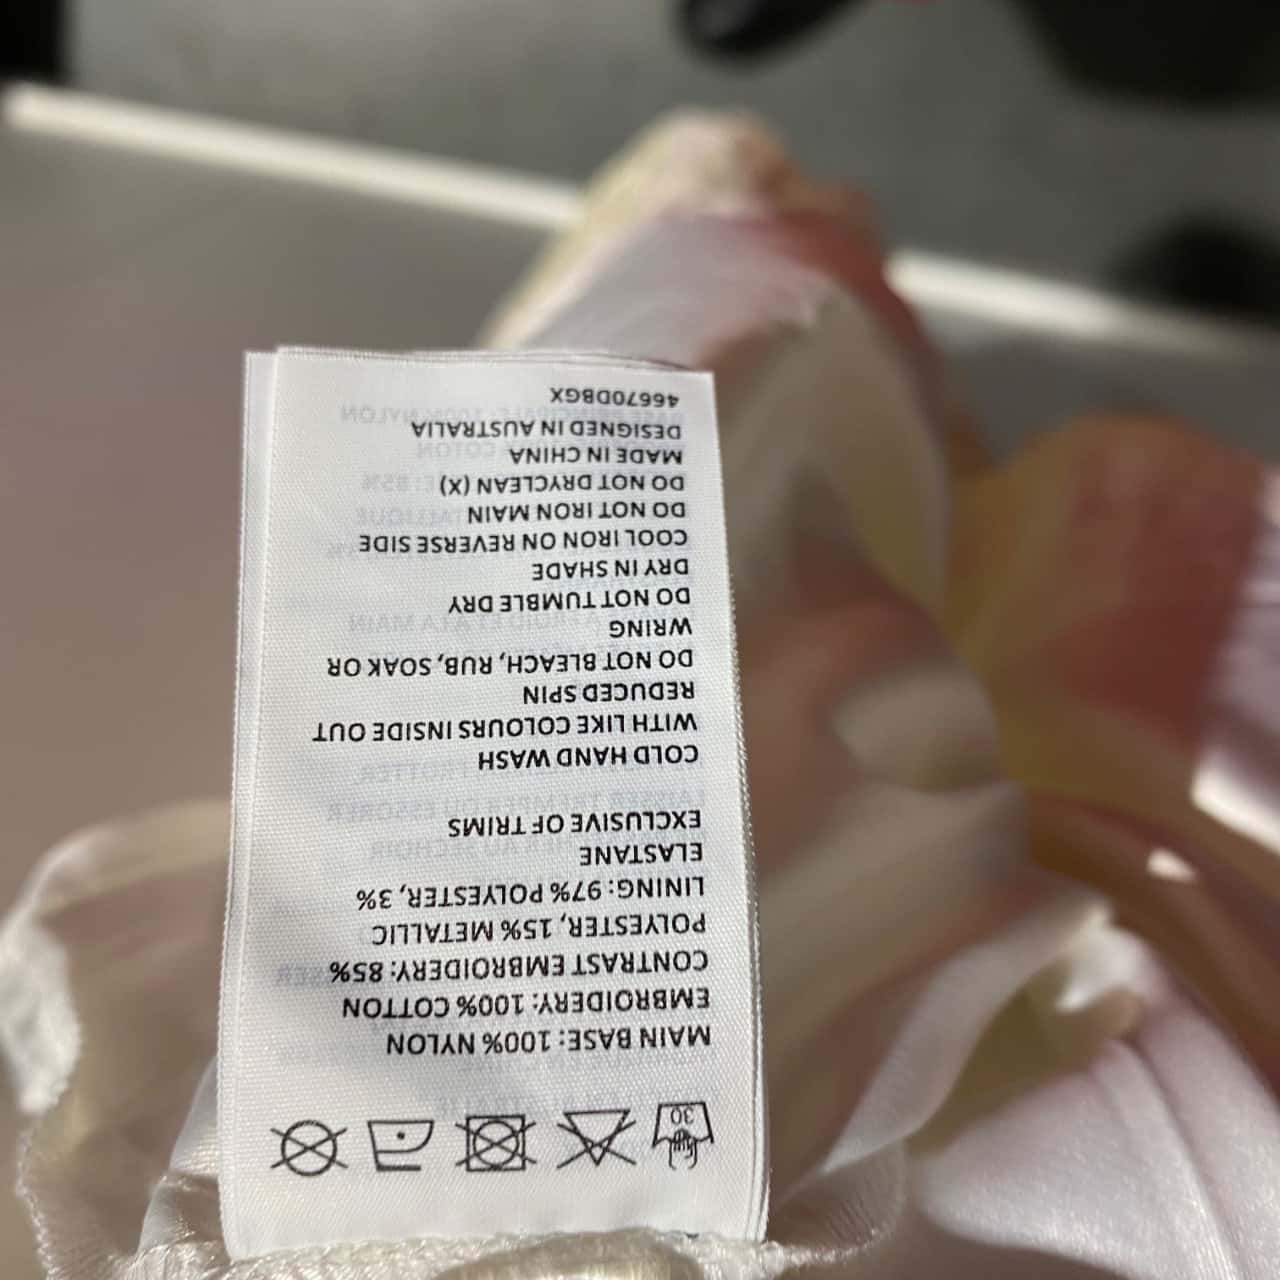 30
MAIN BASE: 100% NYLON
EMBROIDERY: 100% COTTON
CONTRAST EMBROIDERY: 85%
POLYESTER, 15% METALLIC
LINING: 97% POLYESTER, 3%
ELASTANE
EXCLUSIVE OF TRIMS
COLD HAND WASH
WITH LIKE COLOURS INSIDE OUT
REDUCED SPIN
DO NOT BLEACH, RUB, SOAK OR
WRING
DO NOT TUMBLE DRY
DRY IN SHADE
COOL IRON ON REVERSE SIDE
DO NOT IRON MAIN
DO NOT DRYCLEAN (X)
MADE IN CHINA
DESIGNED IN AUSTRALIA
46670DBGX